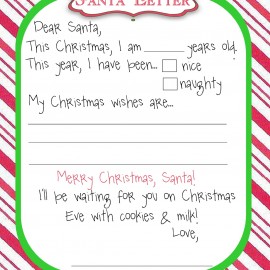 SANTA LETTER
Dear Santa,
This Christmas, I am ______ years old.
This year, I have been... nice
naughty
My Christmas wishes are...
Merry Christmas, Santa!
I'll be waiting for you on Christmas
Eve with cookies & milk!
Love,